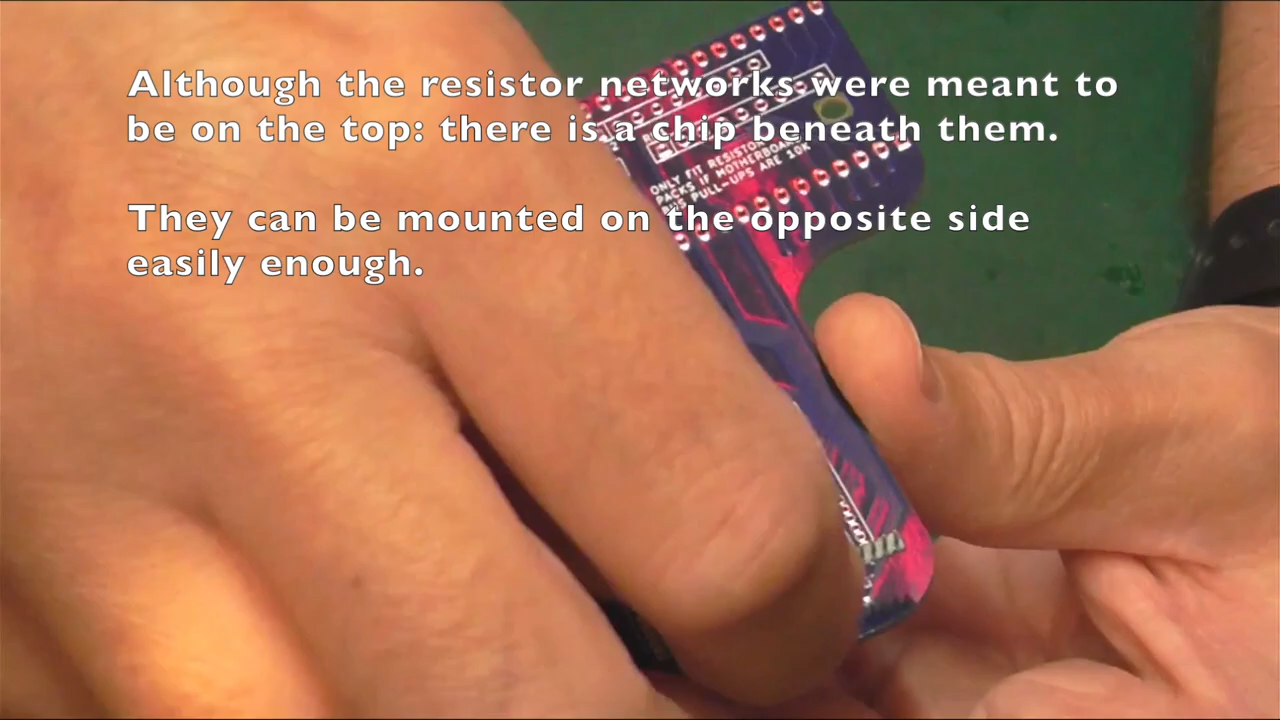 Although the resistor networks were meant to
be on the top: there is a chip beneath them.
They can be mounted on the opposite side
easily enough.
ONLY FIT RESISTOR
PACKS IF MOTHERBOARD
BUS PULL-UPS ARE 10K